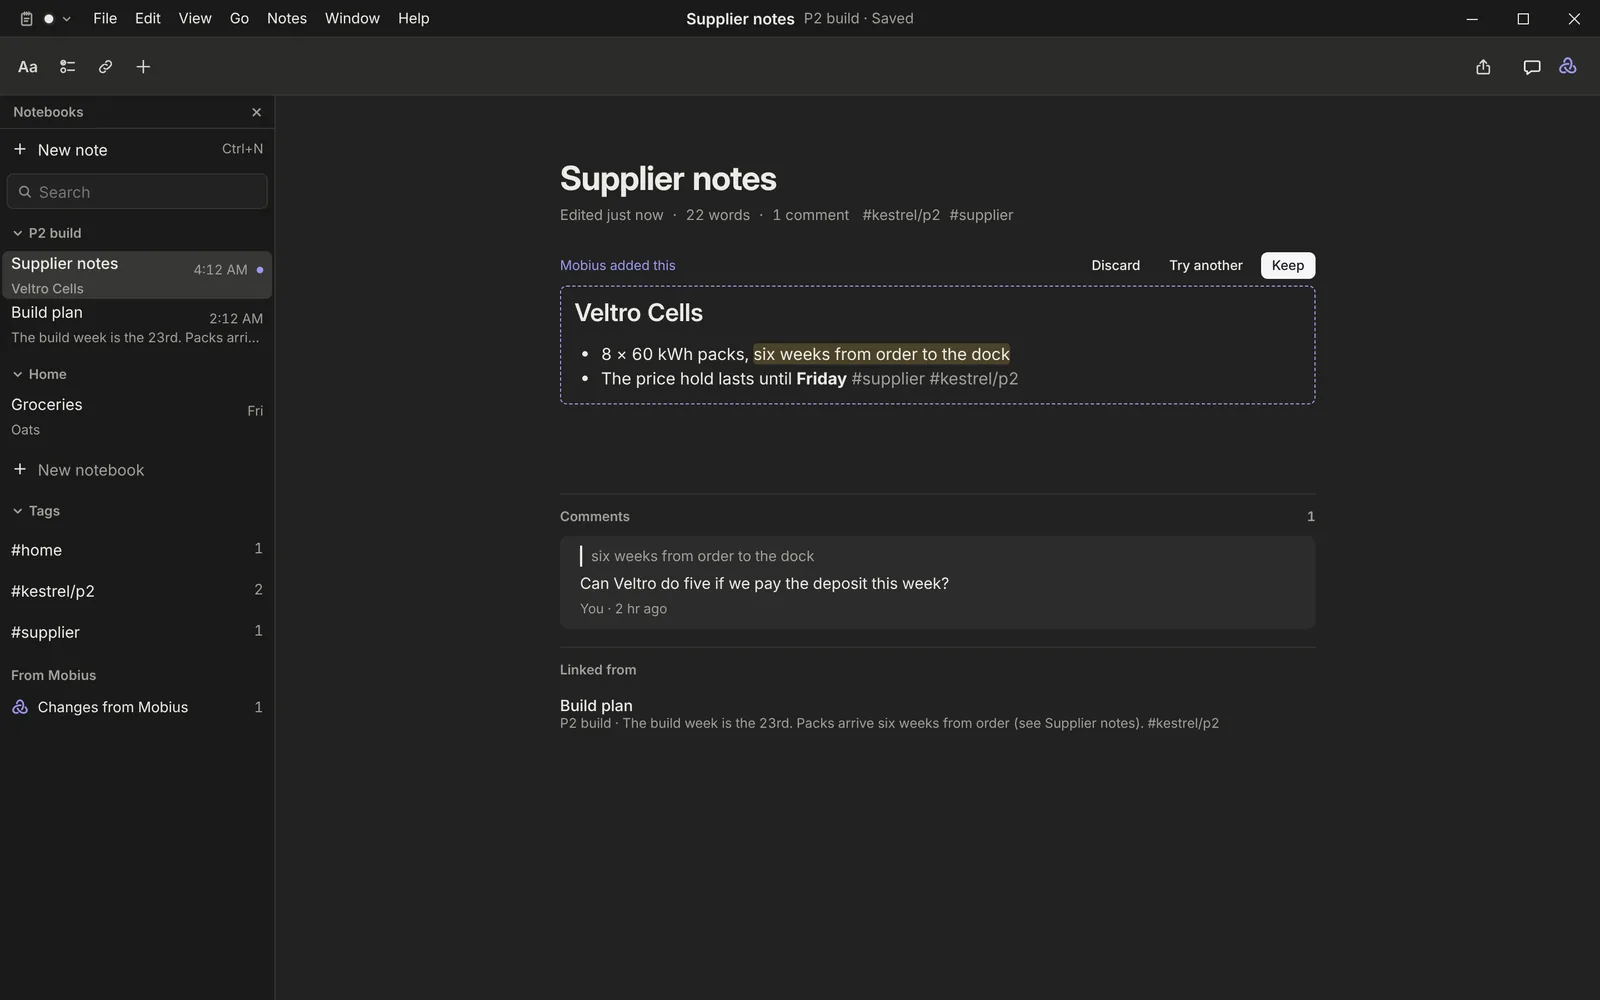 File Edit View Go Notes Window Help
Supplier notes P2 build · Saved
Aa
Notebooks
New note Ctrl+N
Search
P2 build
Supplier notes 4:12 AM
Veltro Cells
Build plan 2:12 AM
The build week is the 23rd. Packs arri...
Home
Groceries Fri
Oats
New notebook
Tags
#home 1
#kestrel/p2 2
#supplier 1
From Mobius
Changes from Mobius 1
Supplier notes
Edited just now · 22 words · 1 comment #kestrel/p2 #supplier
Mobius added this Discard Try another Keep
Veltro Cells
• 8 × 60 kWh packs, six weeks from order to the dock
• The price hold lasts until Friday #supplier #kestrel/p2
Comments 1
six weeks from order to the dock
Can Veltro do five if we pay the deposit this week?
You · 2 hr ago
Linked from
Build plan
P2 build · The build week is the 23rd. Packs arrive six weeks from order (see Supplier notes). #kestrel/p2